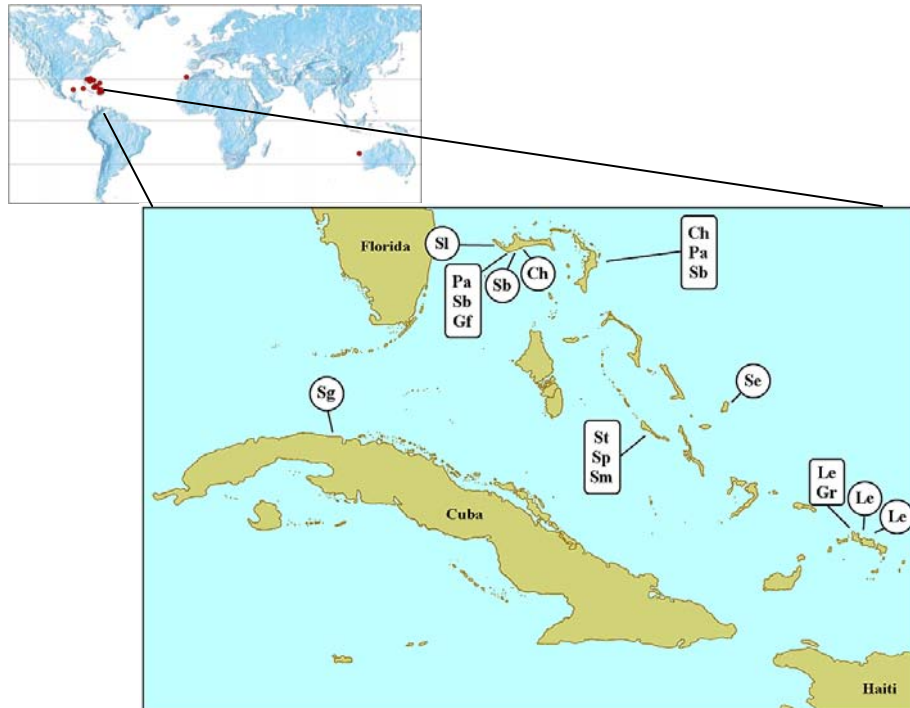 Florida
Sl
Pa
Sb
Gf
Sb
Ch
Ch
Pa
Sb
Se
Sg
St
Sp
Sm
Le
Gr
Le
Le
Cuba
Haiti